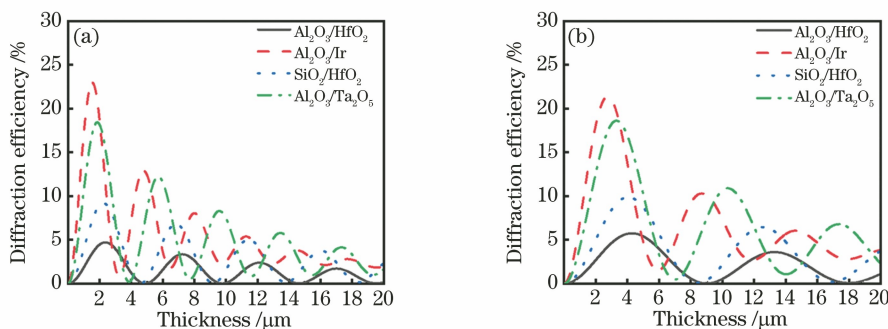 30
25
20
15
10
5
0
Diffraction efficiency /%
(a)
Al₂O₃/HfO₂
Al₂O₃/Ir
SiO₂/HfO₂
Al₂O₃/Ta₂O₅
2 4 6 8 10 12 14 16 18 20
Thickness /μm
30
25
20
15
10
5
0
Diffraction efficiency /%
(b)
Al₂O₃/HfO₂
Al₂O₃/Ir
SiO₂/HfO₂
Al₂O₃/Ta₂O₅
2 4 6 8 10 12 14 16 18 20
Thickness /μm